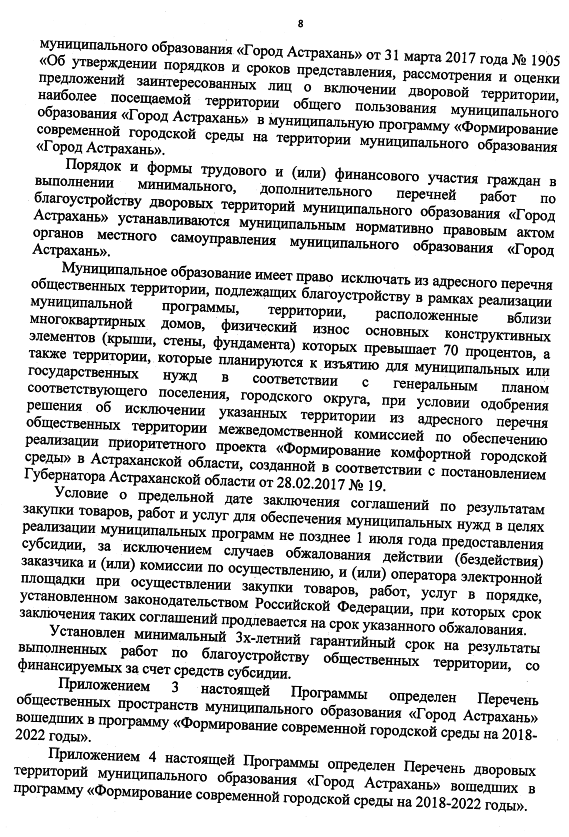 8
муниципального образования «Город Астрахань» от 31 марта 2017 года № 1905
«Об утверждении порядков и сроков представления, рассмотрения и оценки
предложений заинтересованных лиц о включении дворовой территории,
наиболее посещаемой территории общего пользования муниципального
образования «Город Астрахань» в муниципальную программу «Формирование
современной городской среды на территории муниципального образования
«Город Астрахань».
Порядок и формы трудового и (или) финансового участия граждан в
выполнении минимального, дополнительного перечней работ по
благоустройству дворовых территорий муниципального образования «Город
Астрахань» устанавливаются муниципальным нормативно правовым актом
органов местного самоуправления муниципального образования «Город
Астрахань».
Муниципальное образование имеет право исключать из адресного перечня
общественных территории, подлежащих благоустройству в рамках реализации
муниципальной программы, территории, расположенные вблизи
многоквартирных домов, физический износ основных конструктивных
элементов (крыши, стены, фундамента) которых превышает 70 процентов, а
также территории, которые планируются к изъятию для муниципальных или
государственных нужд в соответствии с генеральным планом
соответствующего поселения, городского округа, при условии одобрения
решения об исключении указанных территории из адресного перечня
общественных территории межведомственной комиссией по обеспечению
реализации приоритетного проекта «Формирование комфортной городской
среды» в Астраханской области, созданной в соответствии с постановлением
Губернатора Астраханской области от 28.02.2017 № 19.
Условие о предельной дате заключения соглашений по результатам
закупки товаров, работ и услуг для обеспечения муниципальных нужд в целях
реализации муниципальных программ не позднее 1 июля года предоставления
субсидии, за исключением случаев обжалования действии (бездействия)
заказчика и (или) комиссии по осуществлению, и (или) оператора электронной
площадки при осуществлении закупки товаров, работ, услуг в порядке,
установленном законодательством Российской Федерации, при которых срок
заключения таких соглашений продлевается на срок указанного обжалования.
Установлен минимальный 3х-летний гарантийный срок на результаты
выполненных работ по благоустройству общественных территории, со
финансируемых за счет средств субсидии.
Приложением 3 настоящей Программы определен Перечень
общественных пространств муниципального образования «Город Астрахань»
вошедших в программу «Формирование современной городской среды на 2018-
2022 годы».
Приложением 4 настоящей Программы определен Перечень дворовых
территорий муниципального образования «Город Астрахань» вошедших в
программу «Формирование современной городской среды на 2018-2022 годы».